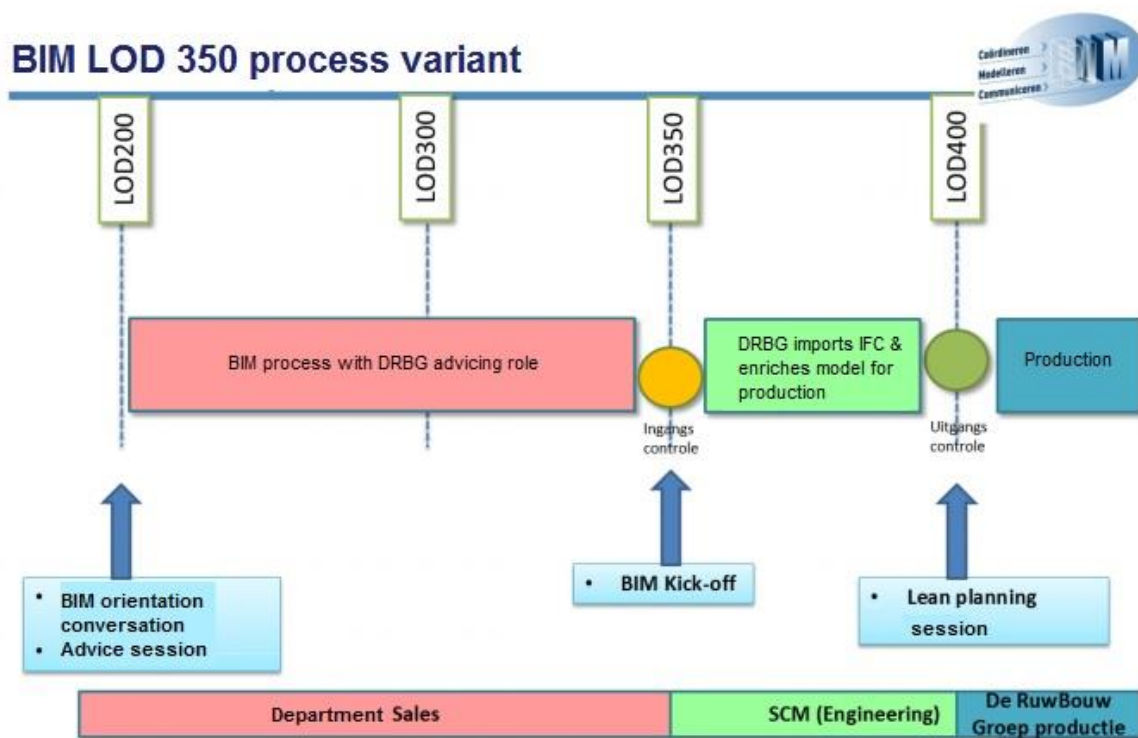 BIM LOD 350 process variant
Coördineren
Modelleren
Communiceren
BIM
LOD200
LOD300
LOD350
LOD400
BIM process with DRBG advicing role
DRBG imports IFC &
enriches model for
production
Production
Ingangs
controle
Uitgangs
controle
• BIM orientation
conversation
• Advice session
• BIM Kick-off
• Lean planning
session
Department Sales
SCM (Engineering)
De RuwBouw
Groep productie